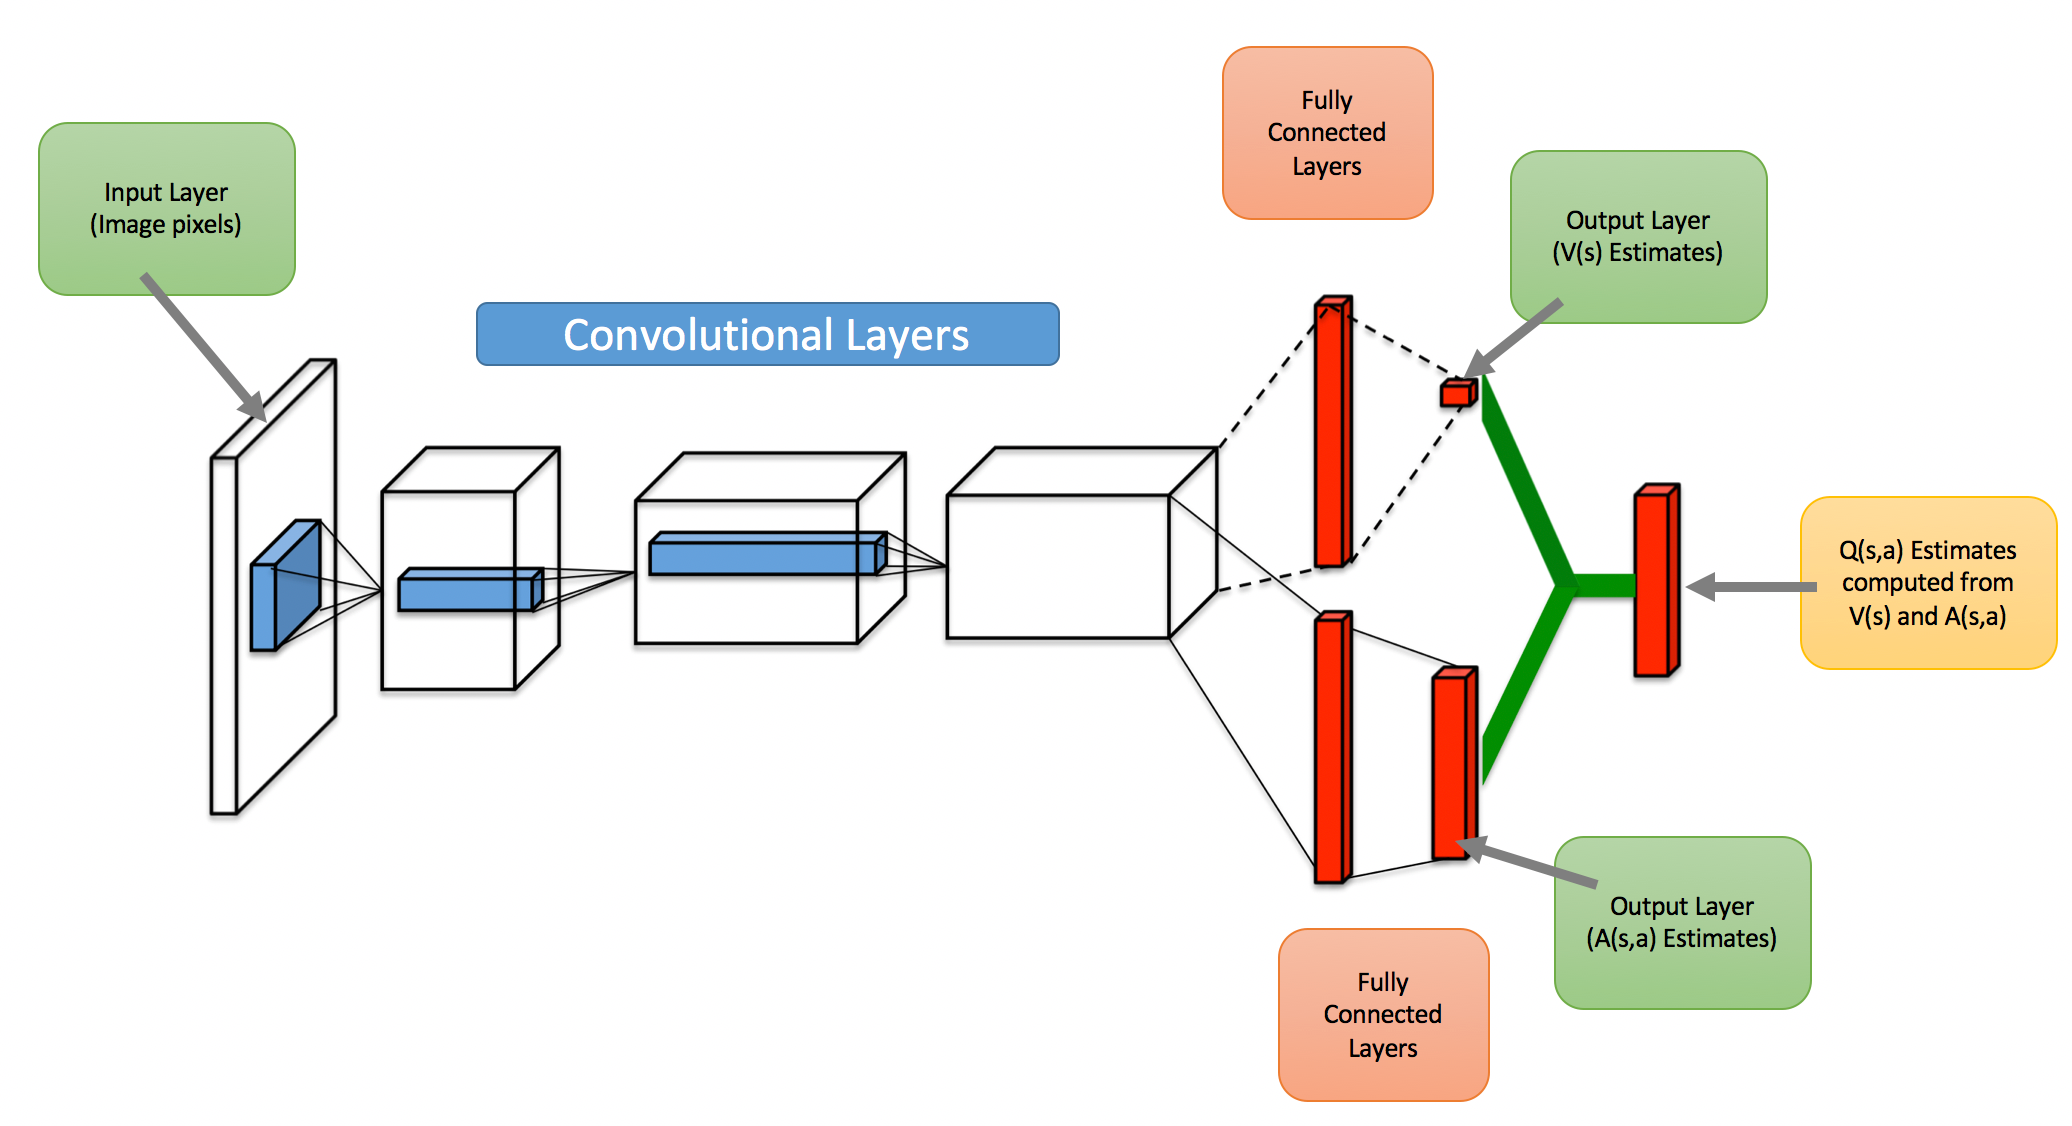 Fully
Connected
Layers
Input Layer
(Image pixels)
Output Layer
(V(s) Estimates)
Convolutional Layers
Q(s,a) Estimates
computed from
V(s) and A(s,a)
Output Layer
(A(s,a) Estimates)
Fully
Connected
Layers